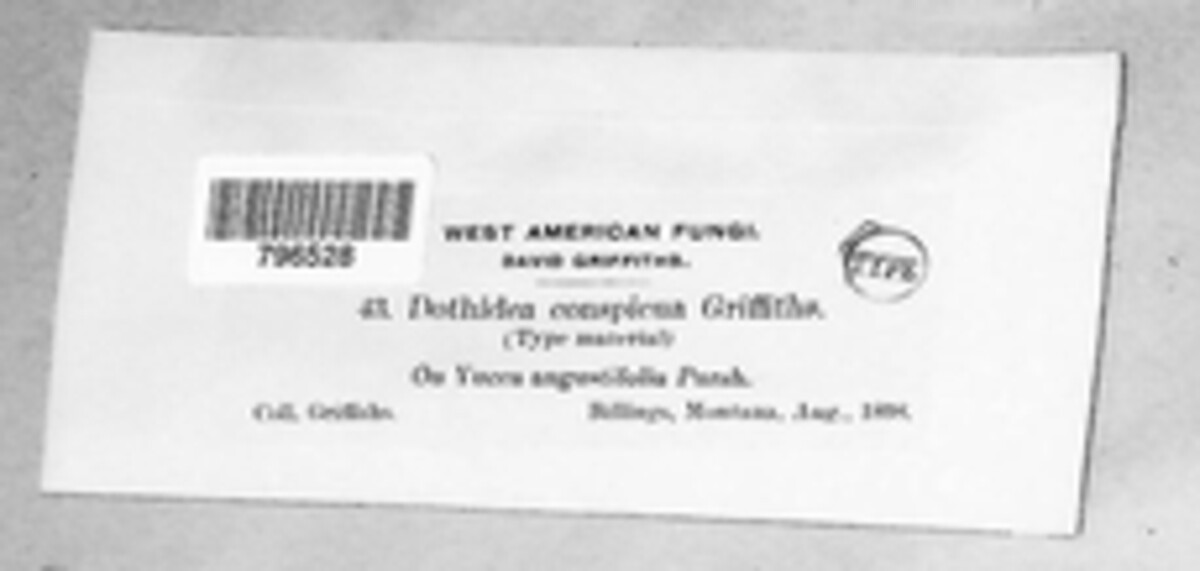 796528
WEST AMERICAN FUNGI.
DAVID GRIFFITHS.
TYPE
43. Dothidea conspicua Griffiths.
(Type material)
On Yucca angustifolia Pursh.
Coll, Griffiths.
Billings, Montana, Aug., 1898.